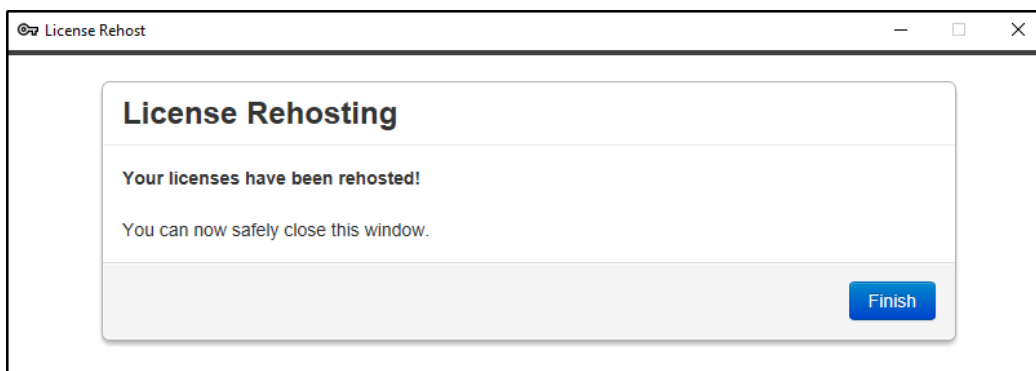 License Rehost
License Rehosting
Your licenses have been rehosted!
You can now safely close this window.
Finish